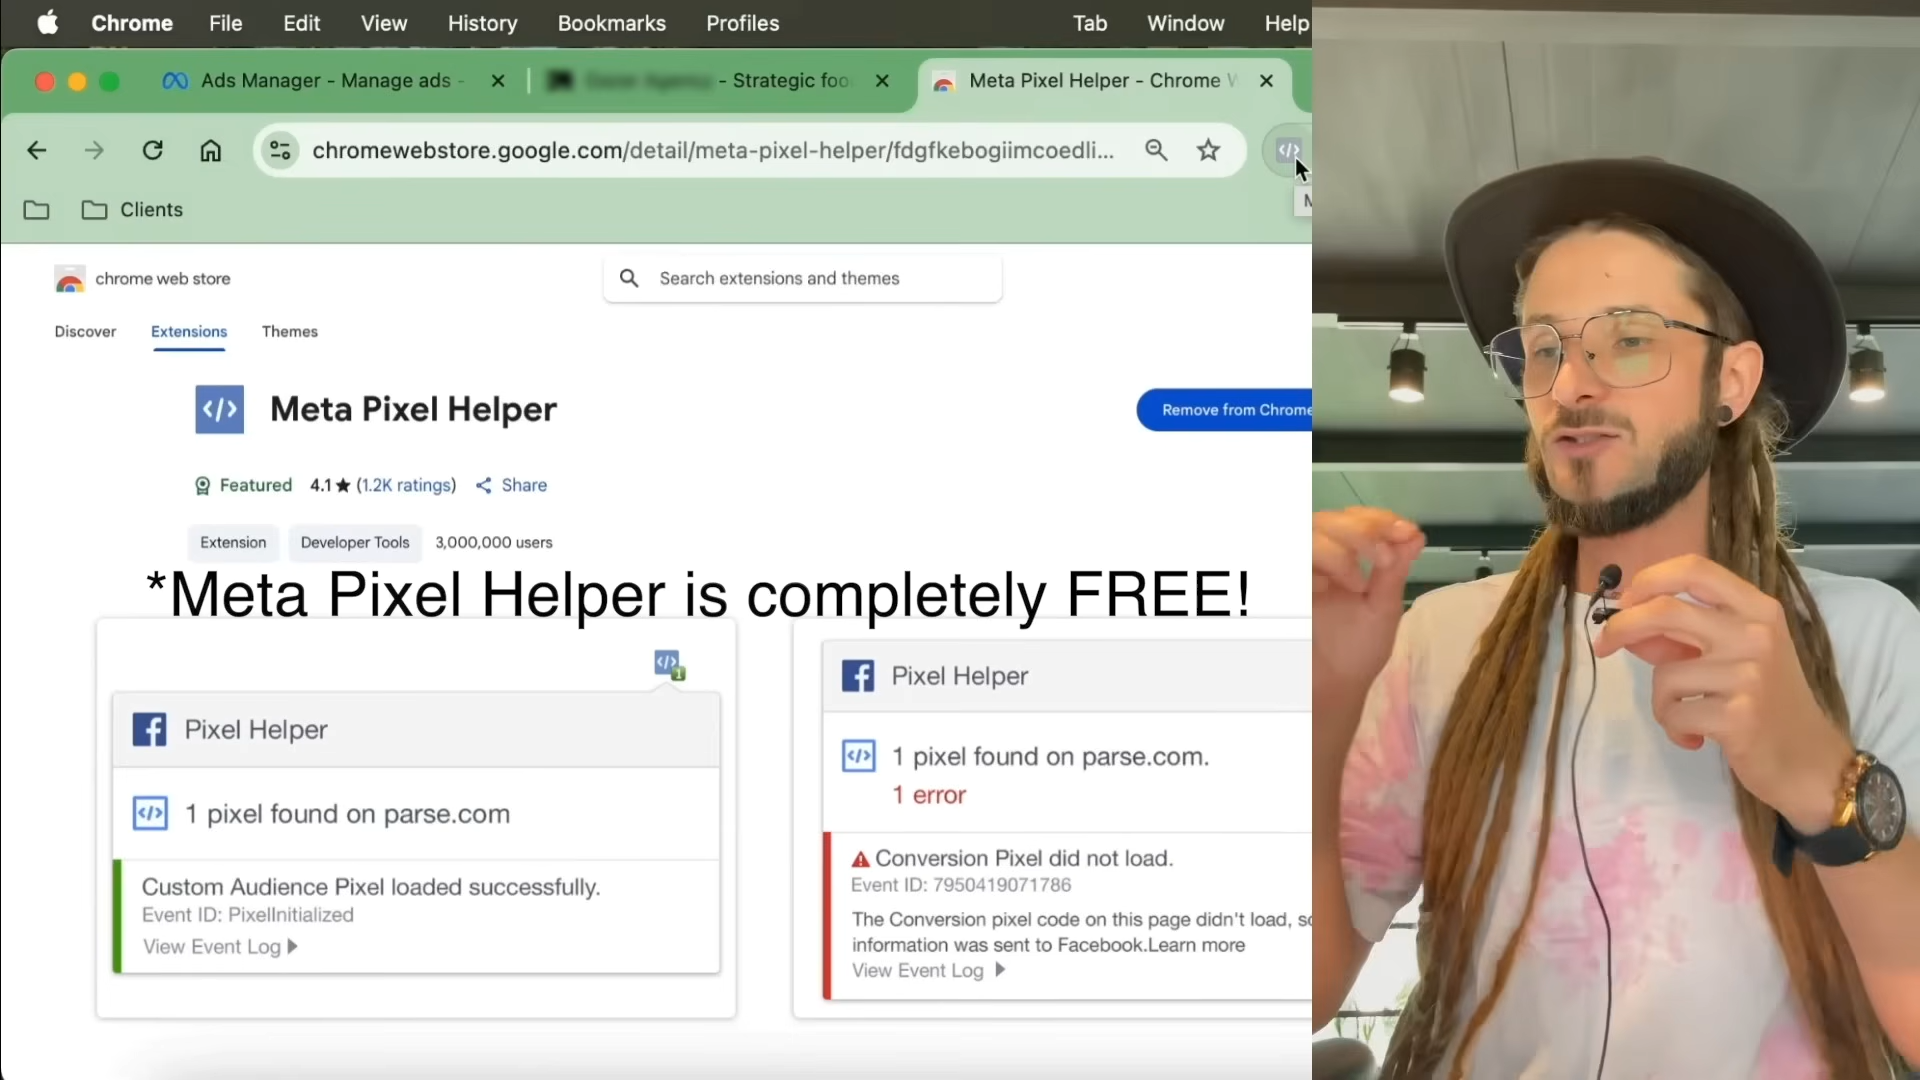 Chrome File Edit View History Bookmarks Profiles Tab Window Help
Ads Manager - Manage ads -
- Strategic foo
Meta Pixel Helper - Chrome W
chromewebstore.google.com/detail/meta-pixel-helper/fdgfkebogiimcoedli...
Clients
chrome web store
Search extensions and themes
Discover Extensions Themes
Meta Pixel Helper
Remove from Chrome
Featured 4.1★ (1.2K ratings) Share
Extension Developer Tools 3,000,000 users
*Meta Pixel Helper is completely FREE!
1
Pixel Helper
1 pixel found on parse.com
Custom Audience Pixel loaded successfully.
Event ID: PixelInitialized
View Event Log
Pixel Helper
1 pixel found on parse.com.
1 error
Conversion Pixel did not load.
Event ID: 7950419071786
The Conversion pixel code on this page didn't load, so
information was sent to Facebook.Learn more
View Event Log